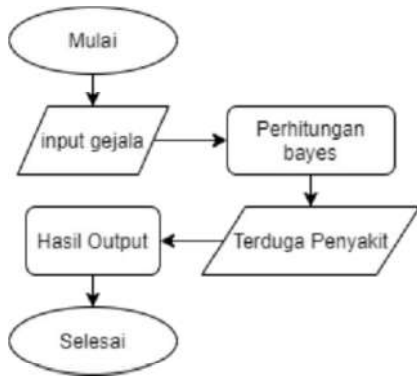 Mulai
input gejala
Perhitungan
bayes
Terduga Penyakit
Hasil Output
Selesai